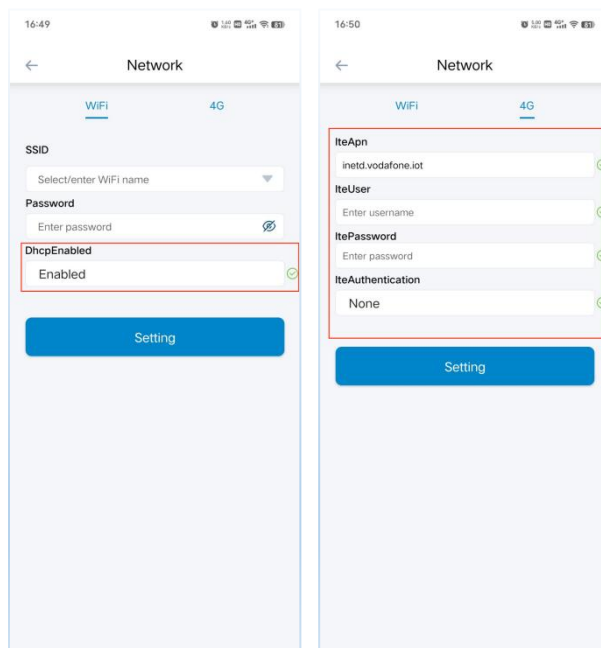 16:49
Network
WiFi
4G
SSID
Select/enter WiFi name
Password
Enter password
DhcpEnabled
Enabled
Setting
16:50
Network
WiFi
4G
lteApn
inetd.vodafone.iot
lteUser
Enter username
ltePassword
Enter password
lteAuthentication
None
Setting